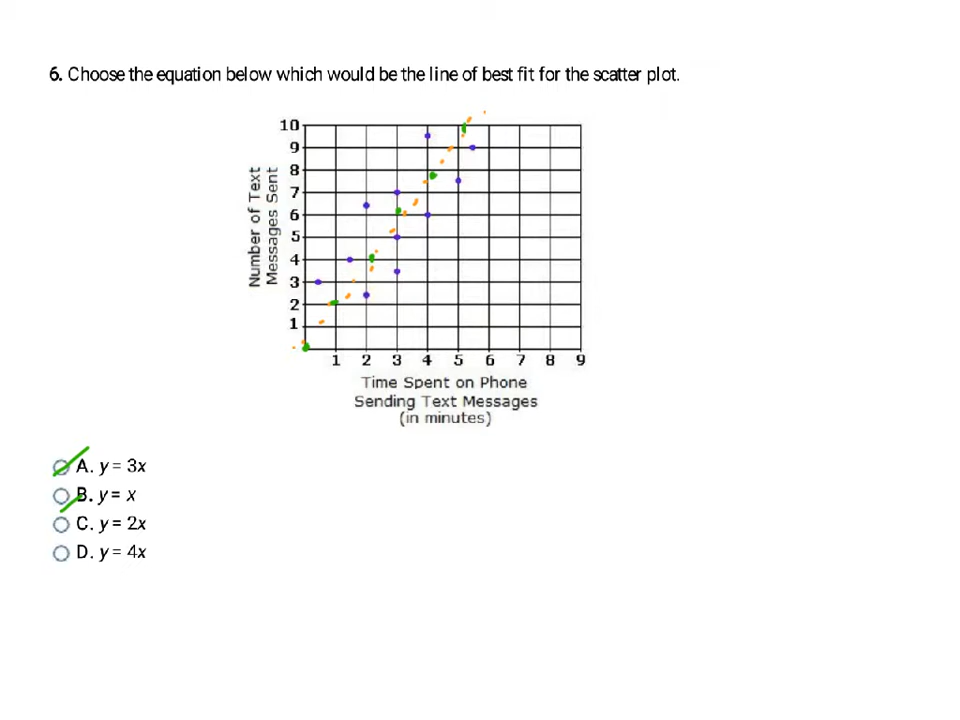 6. Choose the equation below which would be the line of best fit for the scatter plot.
10
9
8
7
6
5
4
3
2
1
Number of Text
Messages Sent
1 2 3 4 5 6 7 8 9
Time Spent on Phone
Sending Text Messages
(in minutes)
A. y = 3x
B. y = x
C. y = 2x
D. y = 4x